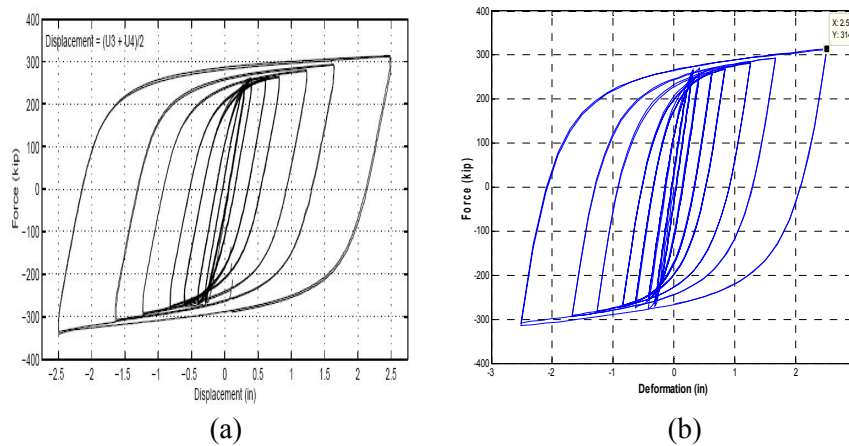 Displacement = (U3 + U4)/2
400
300
200
100
0
−100
−200
−300
−400
Force (kip)
−2.5 −2 −1.5 −1 −0.5 0 0.5 1 1.5 2 2.5
Displacement (in)
(a)
X: 2.5
Y: 314
400
300
200
100
0
-100
-200
-300
-400
Force (kip)
-3 -2 -1 0 1 2
Deformation (in)
(b)